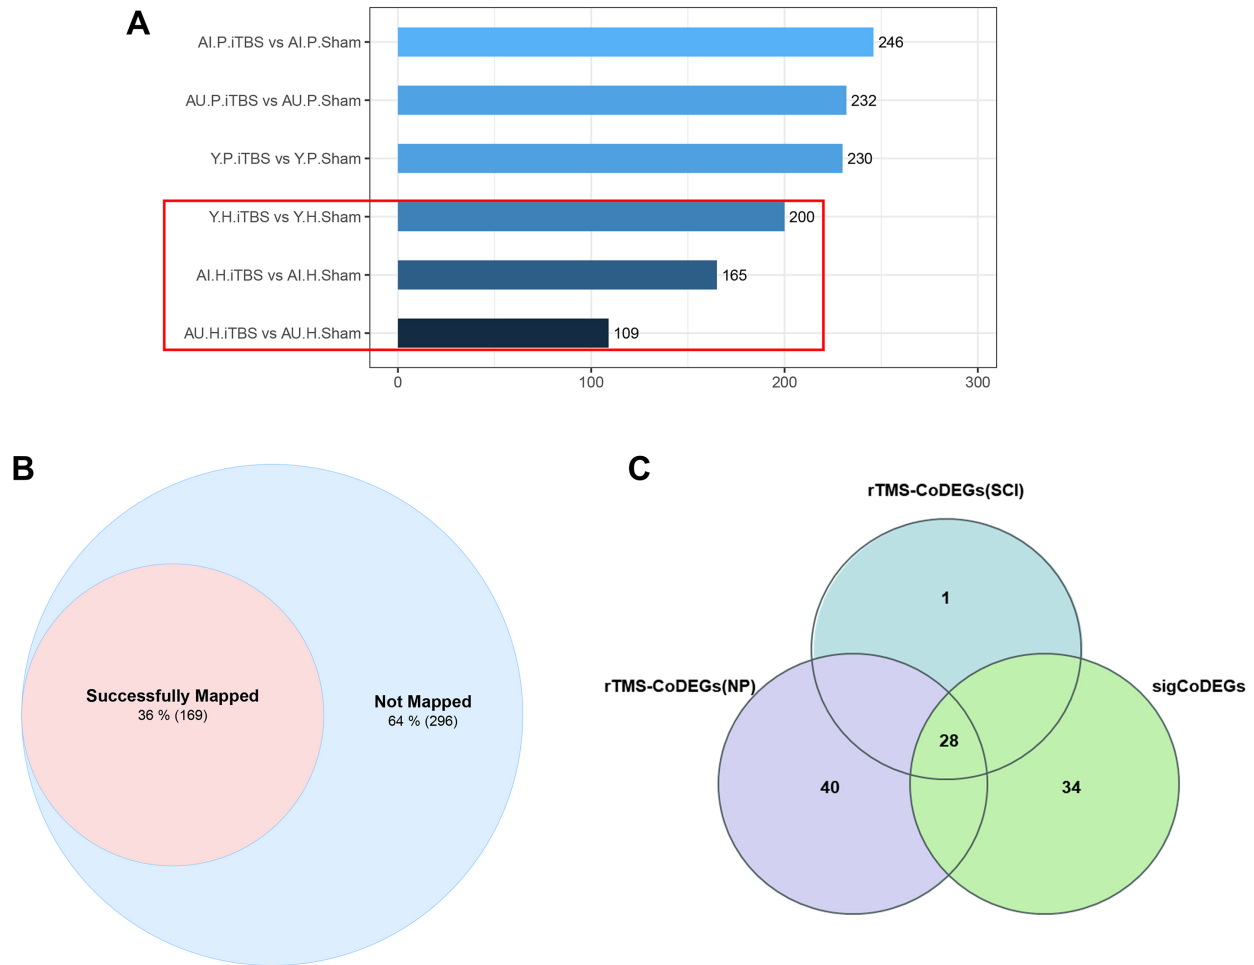 A
AI.P.iTBS vs AI.P.Sham
246
AU.P.iTBS vs AU.P.Sham
232
Y.P.iTBS vs Y.P.Sham
230
Y.H.iTBS vs Y.H.Sham
200
AI.H.iTBS vs AI.H.Sham
165
AU.H.iTBS vs AU.H.Sham
109
0 100 200 300
B
Successfully Mapped
36 % (169)
Not Mapped
64 % (296)
C
rTMS-CoDEGs(SCI)
1
rTMS-CoDEGs(NP)
sigCoDEGs
28
40
34